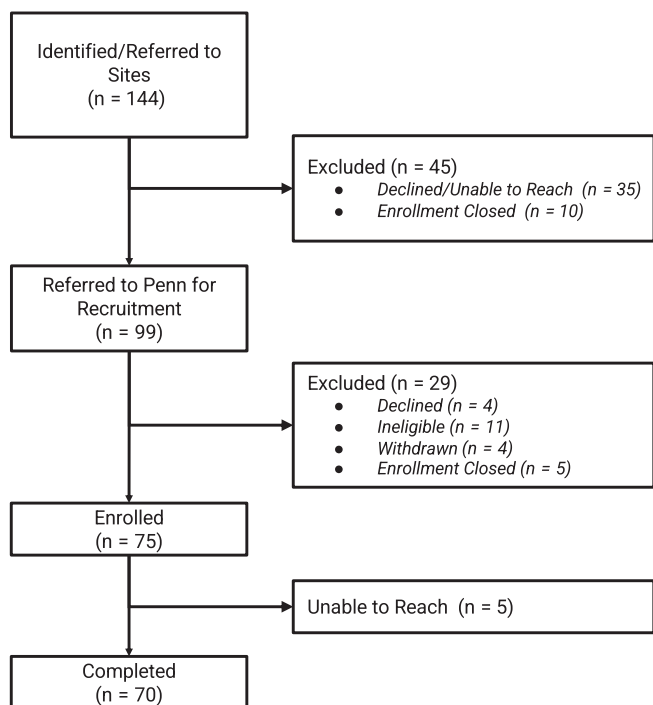 Identified/Referred to
Sites
(n = 144)
Excluded (n = 45)
● Declined/Unable to Reach (n = 35)
● Enrollment Closed (n = 10)
Referred to Penn for
Recruitment
(n = 99)
Excluded (n = 29)
● Declined (n = 4)
● Ineligible (n = 11)
● Withdrawn (n = 4)
● Enrollment Closed (n = 5)
Enrolled
(n = 75)
Unable to Reach (n = 5)
Completed
(n = 70)